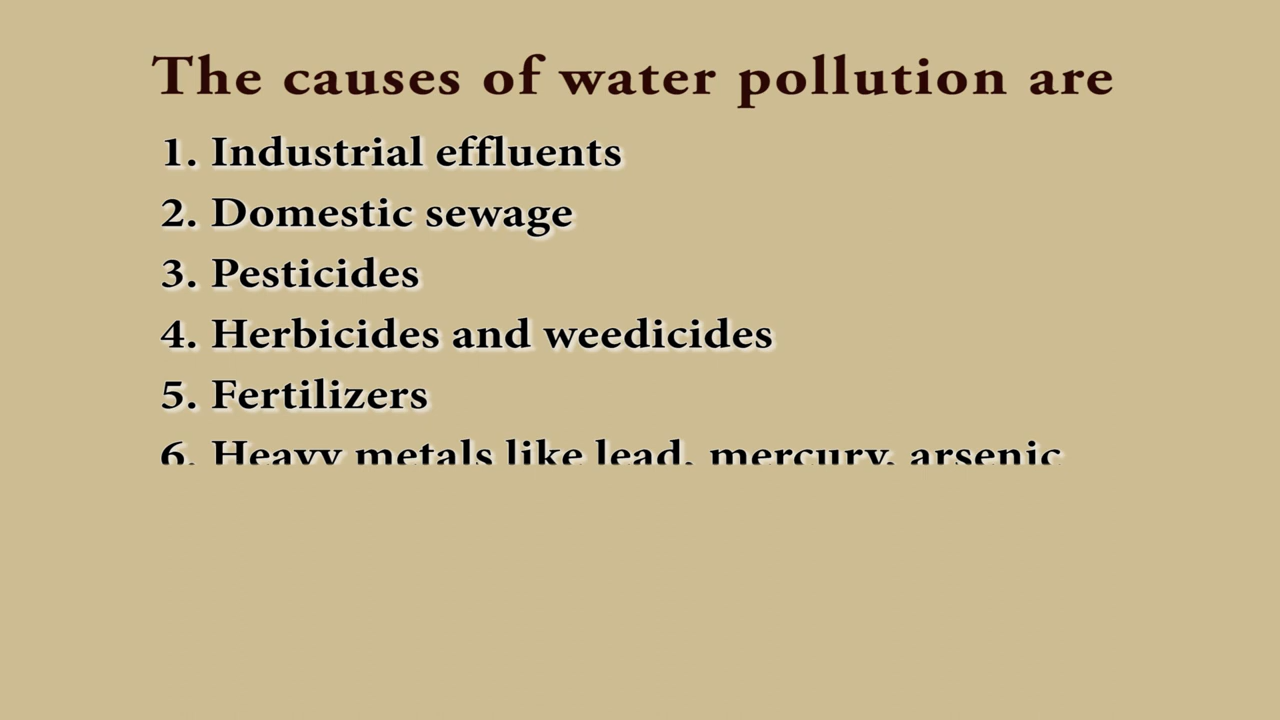 The causes of water pollution are
1. Industrial effluents
2. Domestic sewage
3. Pesticides
4. Herbicides and weedicides
5. Fertilizers
6. Heavy metals like lead, mercury, arsenic